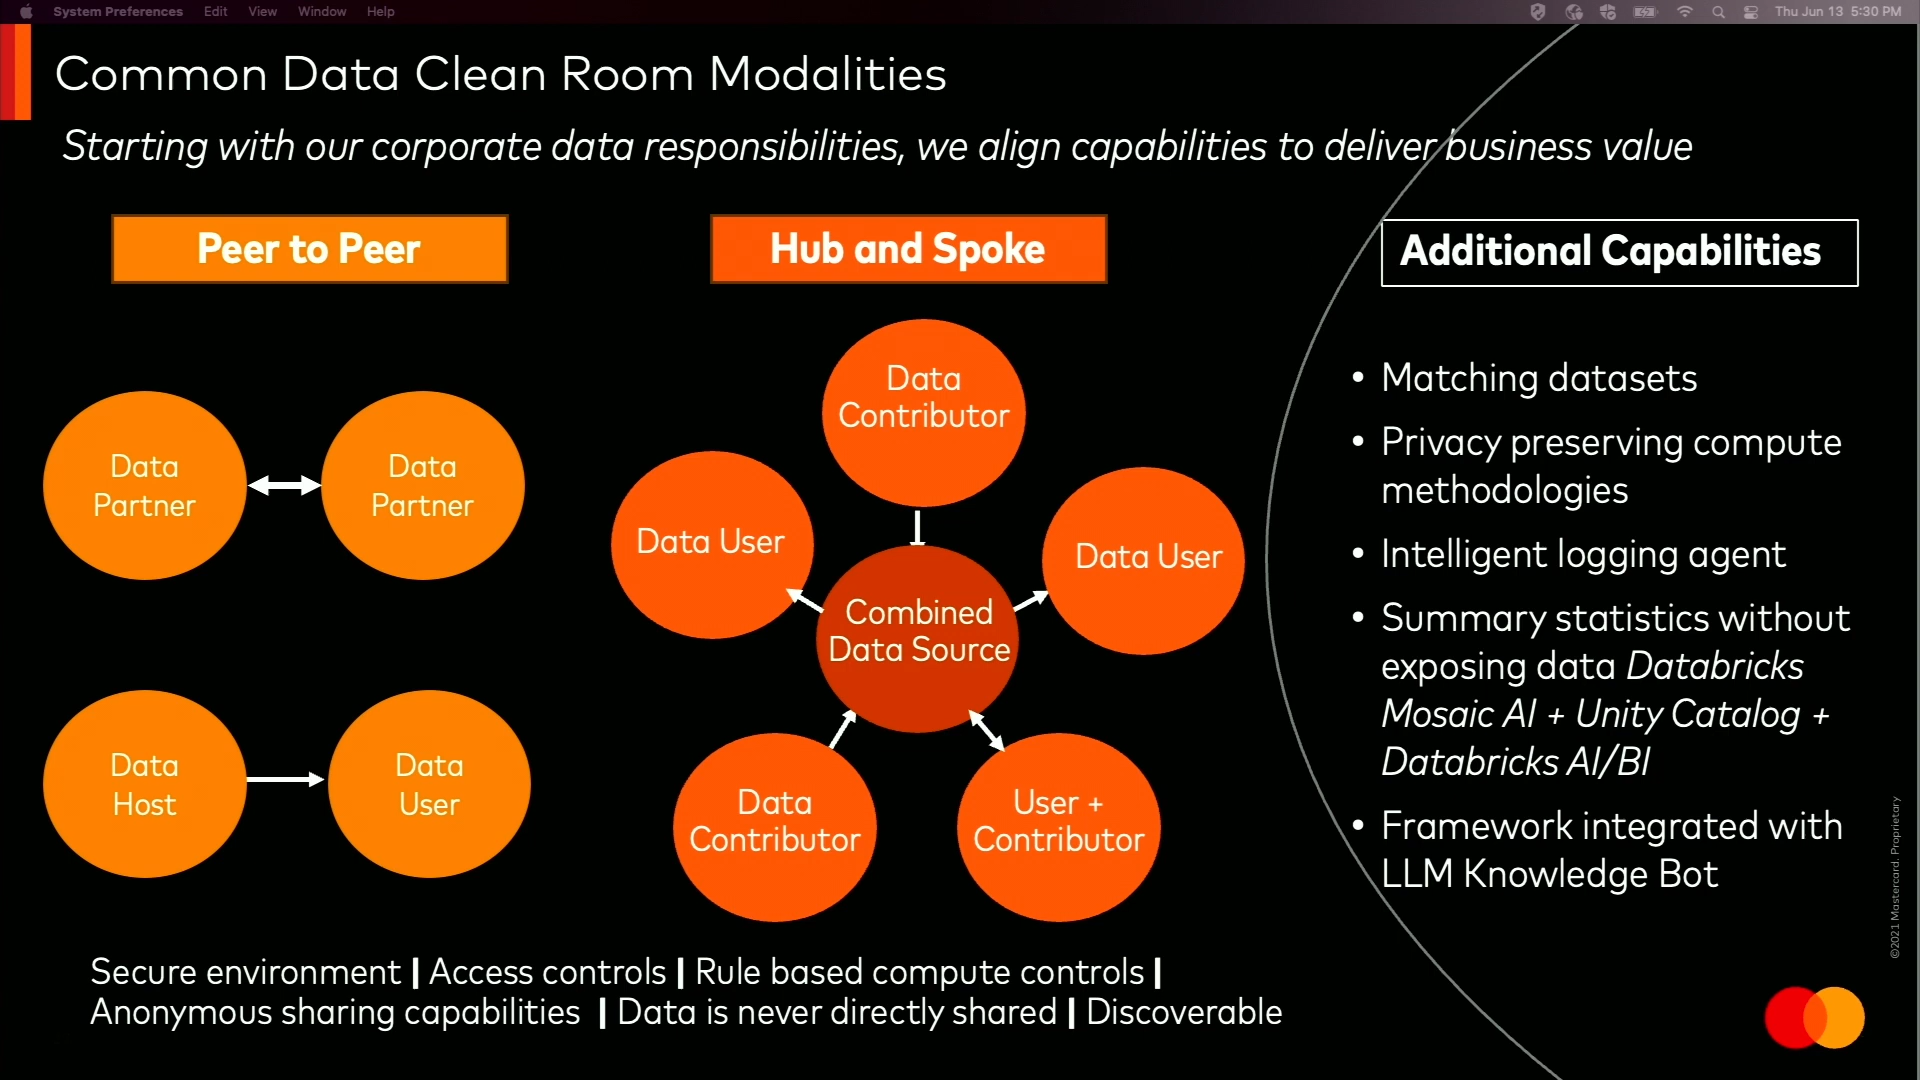 System Preferences Edit View Window Help
Thu Jun 13 5:30 PM
Common Data Clean Room Modalities
Starting with our corporate data responsibilities, we align capabilities to deliver business value
Peer to Peer
Data
Partner
Data
Partner
Data
Host
Data
User
Hub and Spoke
Data
Contributor
Data User
Data User
Combined
Data Source
Data
Contributor
User +
Contributor
Additional Capabilities
• Matching datasets
• Privacy preserving compute
methodologies
• Intelligent logging agent
• Summary statistics without
exposing data Databricks
Mosaic AI + Unity Catalog +
Databricks AI/BI
• Framework integrated with
LLM Knowledge Bot
Secure environment | Access controls | Rule based compute controls |
Anonymous sharing capabilities | Data is never directly shared | Discoverable
©2021 Mastercard. Proprietary